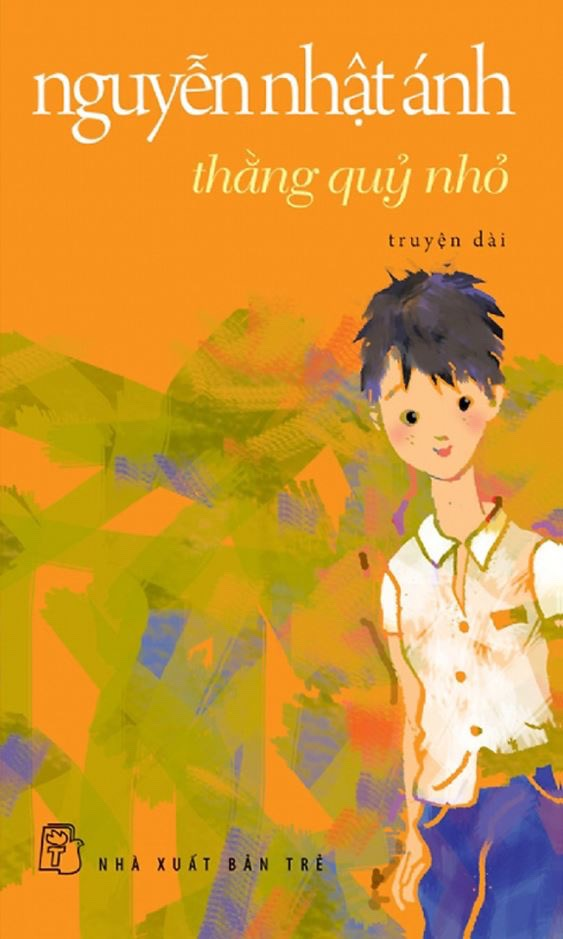 nguyễn nhật ánh
thằng quỷ nhỏ
truyện dài
T
NHÀ XUẤT BẢN TRẺ